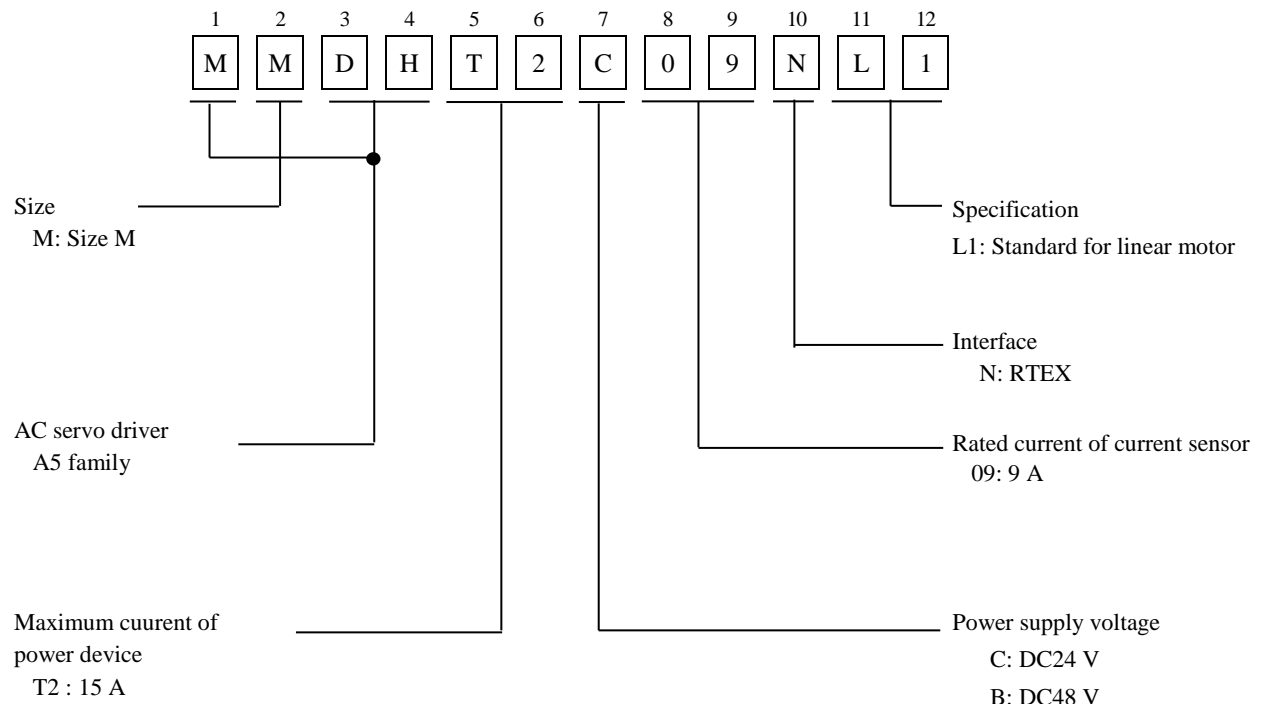 1 2 3 4 5 6 7 8 9 10 11 12
M M D H T 2 C 0 9 N L 1
Size
M: Size M
Specification
L1: Standard for linear motor
Interface
N: RTEX
AC servo driver
A5 family
Rated current of current sensor
09: 9 A
Maximum cuurent of
power device
T2 : 15 A
Power supply voltage
C: DC24 V
B: DC48 V